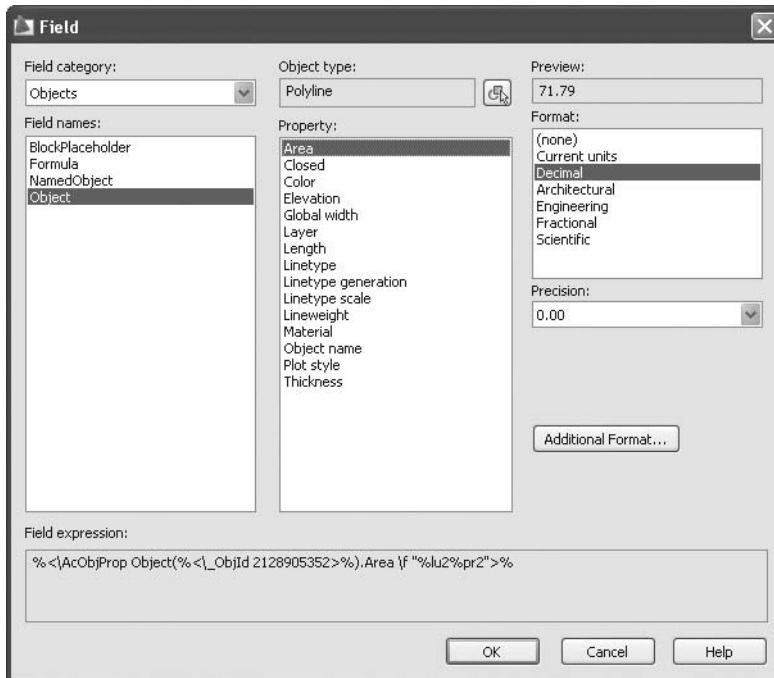 Field
Field category:
Objects
Field names:
BlockPlaceholder
Formula
NamedObject
Object
Object type:
Polyline
Property:
Area
Closed
Color
Elevation
Global width
Layer
Length
Linetype
Linetype generation
Linetype scale
Lineweight
Material
Object name
Plot style
Thickness
Preview:
71.79
Format:
(none)
Current units
Decimal
Architectural
Engineering
Fractional
Scientific
Precision:
0.00
Additional Format...
Field expression:
%<\AcObjProp Object(%<\_ObjId 2128905352>%).Area \f "%lu2%pr2">%
OK
Cancel
Help